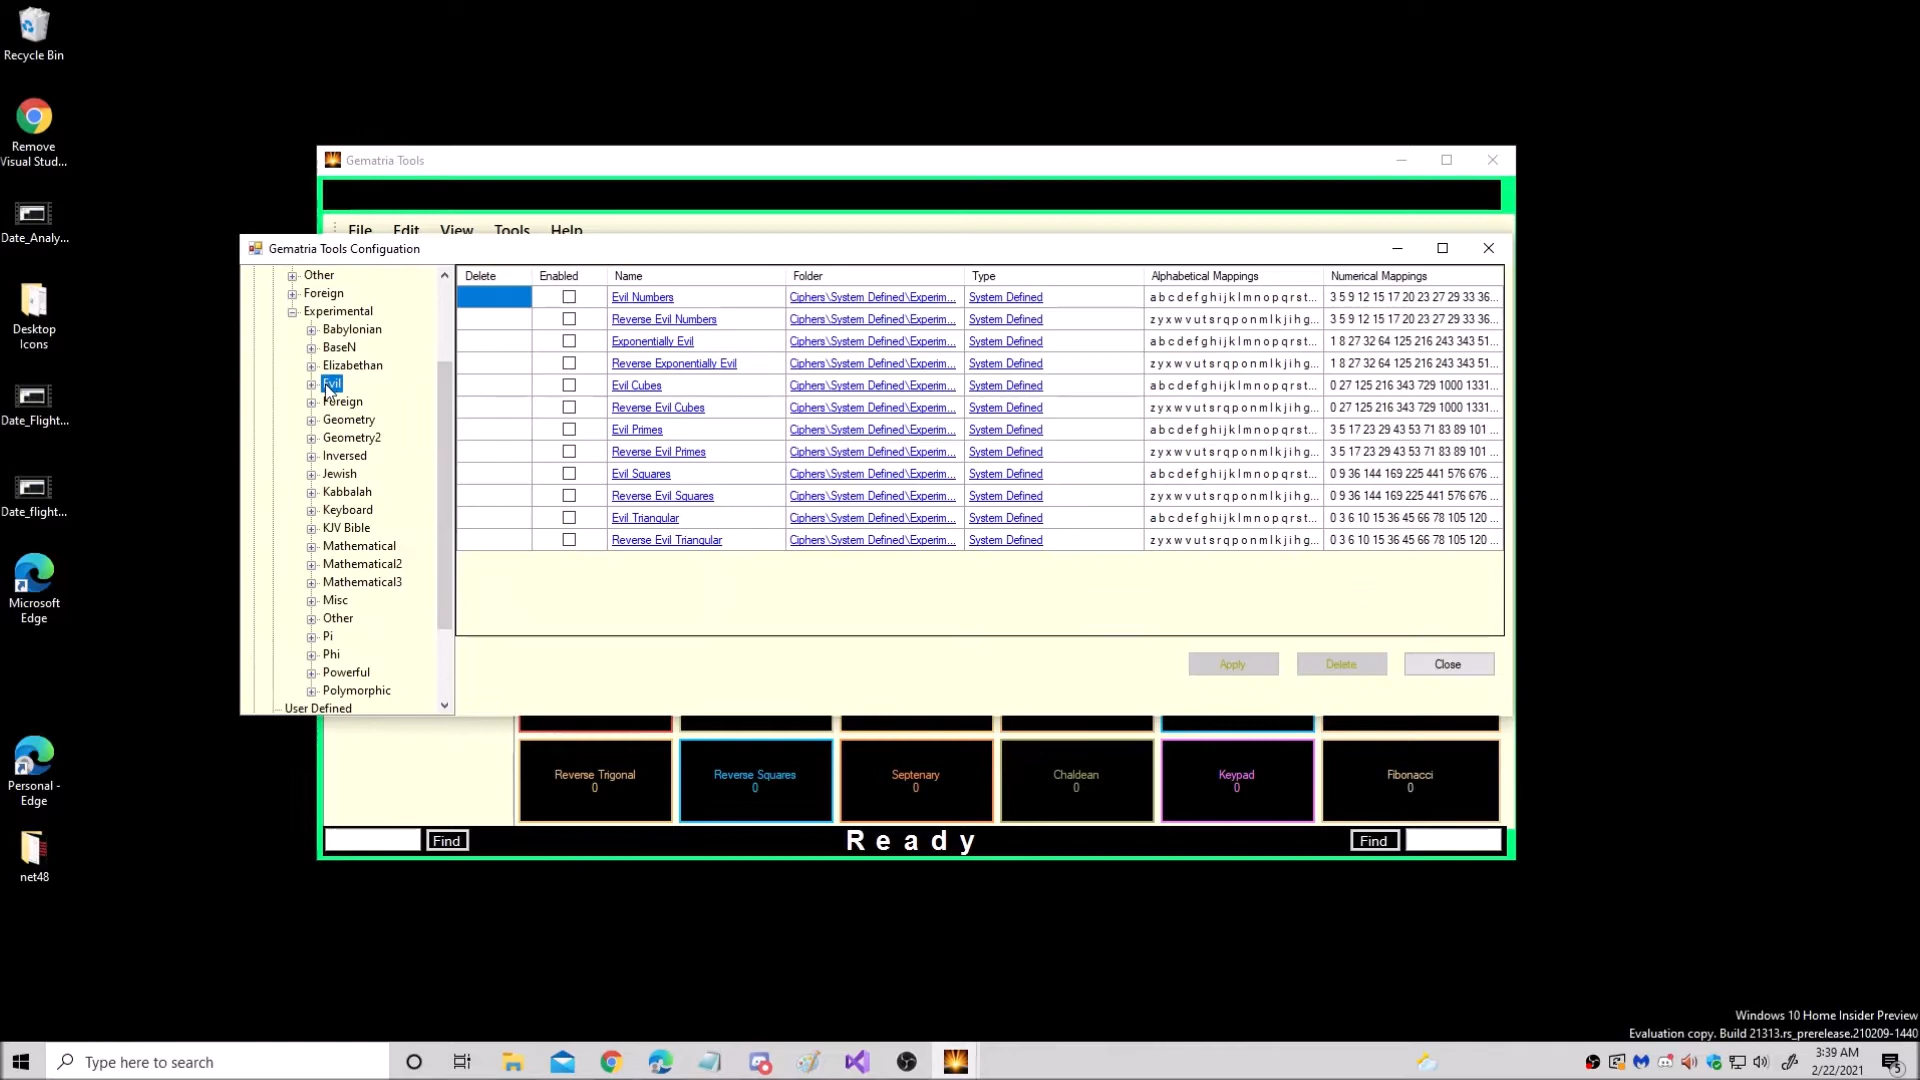 Recycle Bin
Remove
Visual Stud...
Date_Analy...
Desktop
Icons
Date_Flight...
Date_flight...
Microsoft
Edge
Personal -
Edge
net48
Gematria Tools
File Edit View Tools Help
Gematria Tools Configuation
Other
Foreign
Experimental
Babylonian
BaseN
Elizabethan
Evil
Foreign
Geometry
Geometry2
Inversed
Jewish
Kabbalah
Keyboard
KJV Bible
Mathematical
Mathematical2
Mathematical3
Misc
Other
Pi
Phi
Powerful
Polymorphic
User Defined
Delete Enabled Name Folder Type Alphabetical Mappings Numerical Mappings
Evil Numbers Ciphers\System Defined\Experim... System Defined a b c d e f g h i j k l m n o p q r s t... 3 5 9 12 15 17 20 23 27 29 33 36...
Reverse Evil Numbers Ciphers\System Defined\Experim... System Defined z y x w v u t s r q p o n m l k j i h g... 3 5 9 12 15 17 20 23 27 29 33 36...
Exponentially Evil Ciphers\System Defined\Experim... System Defined a b c d e f g h i j k l m n o p q r s t... 1 8 27 32 64 125 216 243 343 51...
Reverse Exponentially Evil Ciphers\System Defined\Experim... System Defined z y x w v u t s r q p o n m l k j i h g... 1 8 27 32 64 125 216 243 343 51...
Evil Cubes Ciphers\System Defined\Experim... System Defined a b c d e f g h i j k l m n o p q r s t... 0 27 125 216 343 729 1000 1331...
Reverse Evil Cubes Ciphers\System Defined\Experim... System Defined z y x w v u t s r q p o n m l k j i h g... 0 27 125 216 343 729 1000 1331...
Evil Primes Ciphers\System Defined\Experim... System Defined a b c d e f g h i j k l m n o p q r s t... 3 5 17 23 29 43 53 71 83 89 101 ...
Reverse Evil Primes Ciphers\System Defined\Experim... System Defined z y x w v u t s r q p o n m l k j i h g... 3 5 17 23 29 43 53 71 83 89 101 ...
Evil Squares Ciphers\System Defined\Experim... System Defined a b c d e f g h i j k l m n o p q r s t... 0 9 36 144 169 225 441 576 676 ...
Reverse Evil Squares Ciphers\System Defined\Experim... System Defined z y x w v u t s r q p o n m l k j i h g... 0 9 36 144 169 225 441 576 676 ...
Evil Triangular Ciphers\System Defined\Experim... System Defined a b c d e f g h i j k l m n o p q r s t... 0 3 6 10 15 36 45 66 78 105 120 ...
Reverse Evil Triangular Ciphers\System Defined\Experim... System Defined z y x w v u t s r q p o n m l k j i h g... 0 3 6 10 15 36 45 66 78 105 120 ...
Apply Delete Close
Reverse Trigonal Reverse Squares Septenary Chaldean Keypad Fibonacci
0 0 0 0 0 0
Find Ready Find
Windows 10 Home Insider Preview
Evaluation copy. Build 21313.rs_prerelease.210209-1440
Type here to search
3:39 AM
2/22/2021
5